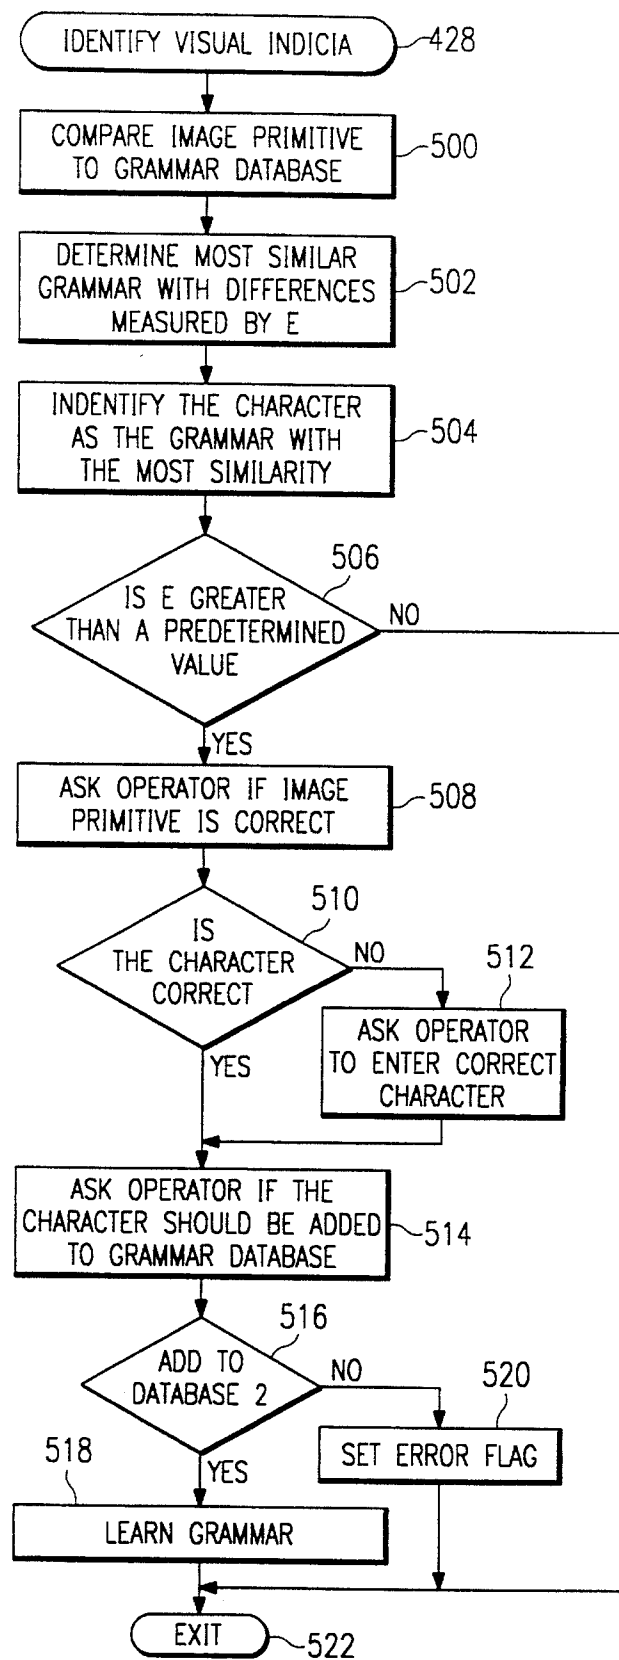 IDENTIFY VISUAL INDICIA
428
COMPARE IMAGE PRIMITIVE
TO GRAMMAR DATABASE
500
DETERMINE MOST SIMILAR
GRAMMAR WITH DIFFERENCES
MEASURED BY E
502
INDENTIFY THE CHARACTER
AS THE GRAMMAR WITH
THE MOST SIMILARITY
504
506
IS E GREATER
THAN A PREDETERMINED
VALUE
NO
YES
ASK OPERATOR IF IMAGE
PRIMITIVE IS CORRECT
508
510
IS
THE CHARACTER
CORRECT
NO
YES
512
ASK OPERATOR
TO ENTER CORRECT
CHARACTER
ASK OPERATOR IF THE
CHARACTER SHOULD BE ADDED
TO GRAMMAR DATABASE
514
516
ADD TO
DATABASE 2
NO
YES
520
SET ERROR FLAG
518
LEARN GRAMMAR
EXIT
522